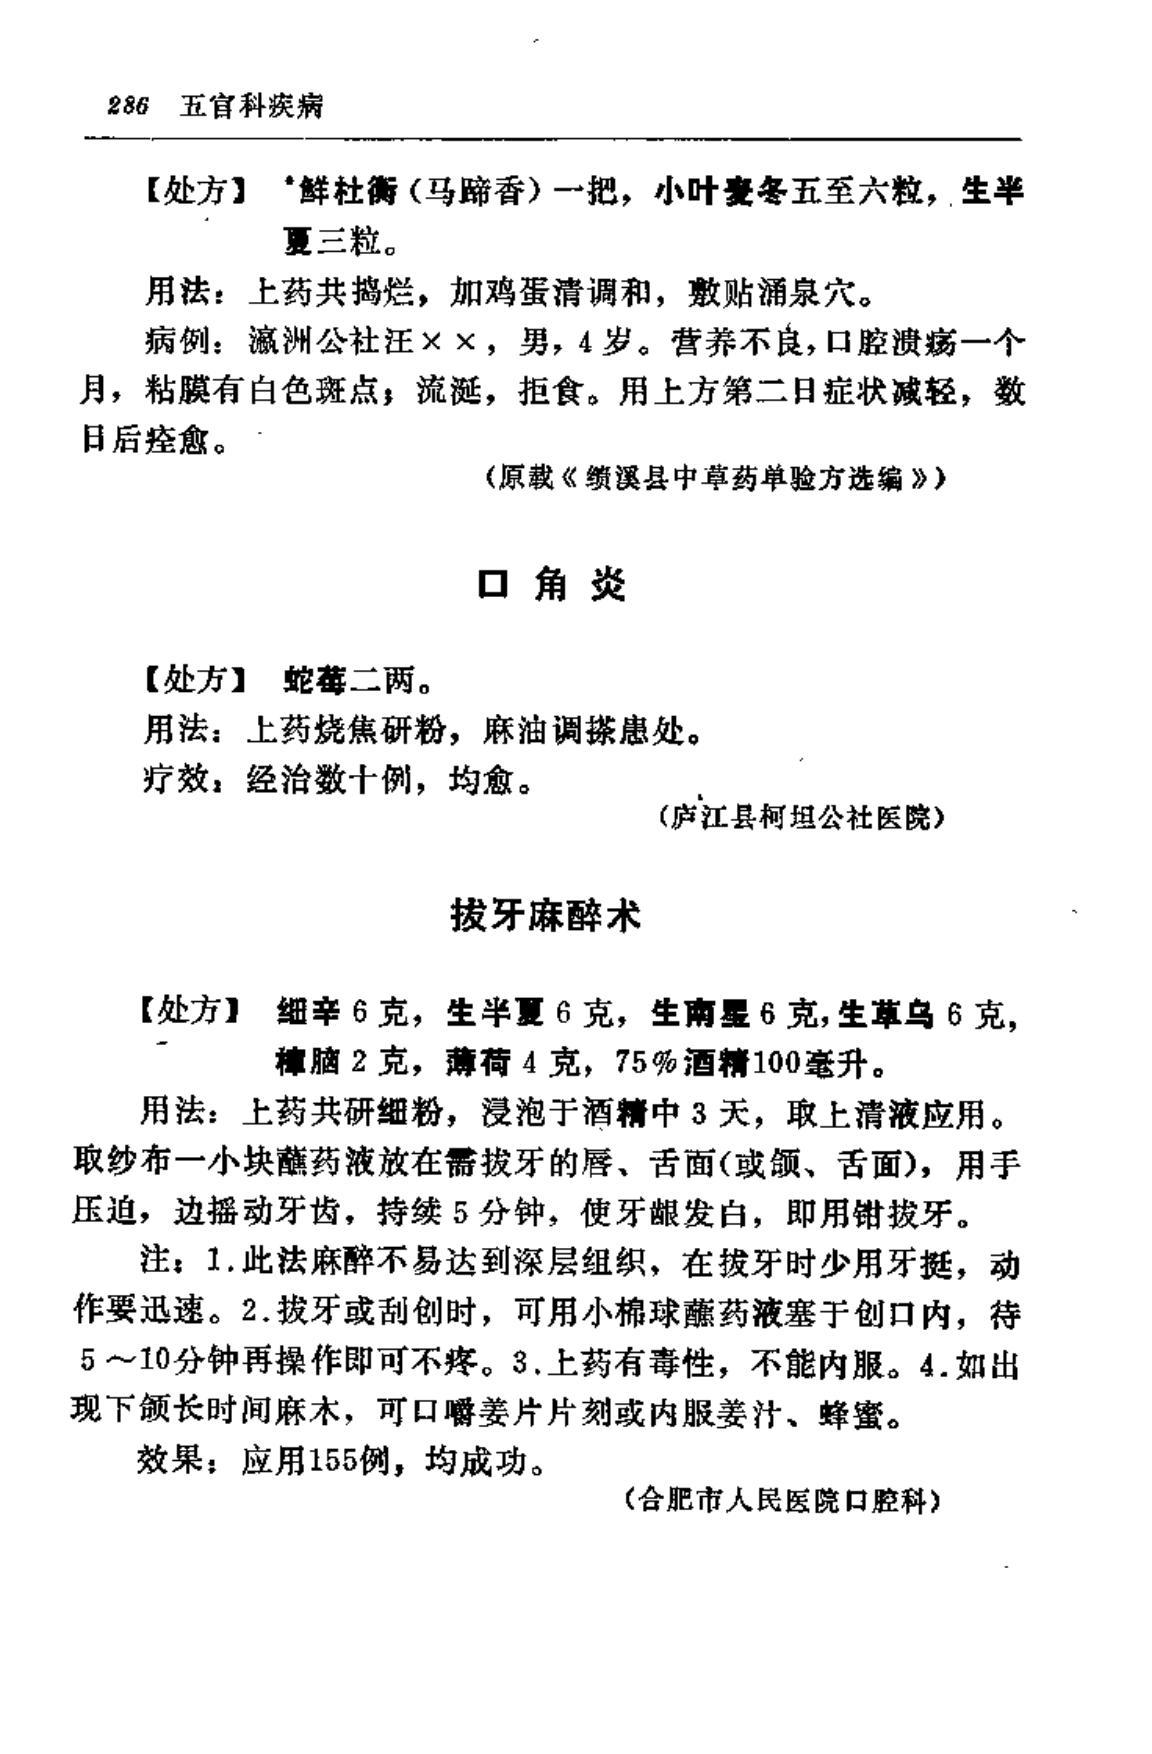 286 五官科疾病
【处方】 *鲜杜衡（马蹄香）一把，小叶麦冬五至六粒，生半
夏三粒。
用法：上药共捣烂，加鸡蛋清调和，敷贴涌泉穴。
病例：瀛洲公社汪××，男，4岁。营养不良，口腔溃疡一个
月，粘膜有白色斑点；流涎，拒食。用上方第二日症状减轻，数
日后痊愈。
（原载《绩溪县中草药单验方选编》）
口角炎
【处方】 蛇莓二两。
用法：上药烧焦研粉，麻油调搽患处。
疗效：经治数十例，均愈。
（庐江县柯坦公社医院）
拔牙麻醉术
【处方】 细辛6克，生半夏6克，生南星6克，生草乌6克，
樟脑2克，薄荷4克，75%酒精100毫升。
用法：上药共研细粉，浸泡于酒精中3天，取上清液应用。
取纱布一小块蘸药液放在需拔牙的唇、舌面(或颌、舌面)，用手
压迫，边摇动牙齿，持续5分钟，使牙龈发白，即用钳拔牙。
注：1.此法麻醉不易达到深层组织，在拔牙时少用牙挺，动
作要迅速。2.拔牙或刮创时，可用小棉球蘸药液塞于创口内，待
5～10分钟再操作即可不疼。3.上药有毒性，不能内服。4.如出
现下颌长时间麻木，可口嚼姜片片刻或内服姜汁、蜂蜜。
效果：应用155例，均成功。
（合肥市人民医院口腔科）